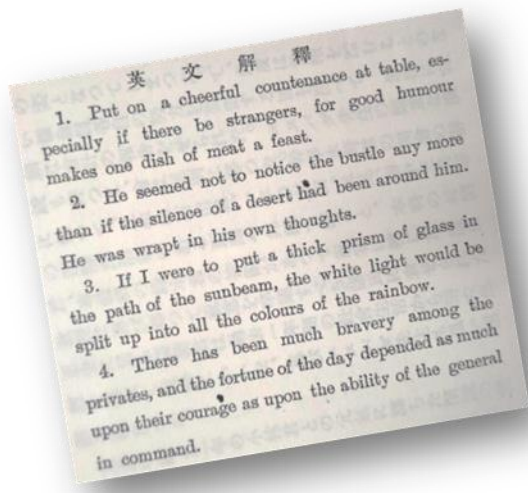 英文解釋
1. Put on a cheerful countenance at table, es-
pecially if there be strangers, for good humour
makes one dish of meat a feast.
2. He seemed not to notice the bustle any more
than if the silence of a desert had been around him.
He was wrapt in his own thoughts.
3. If I were to put a thick prism of glass in
the path of the sunbeam, the white light would be
split up into all the colours of the rainbow.
4. There has been much bravery among the
privates, and the fortune of the day depended as much
upon their courage as upon the ability of the general
in command.